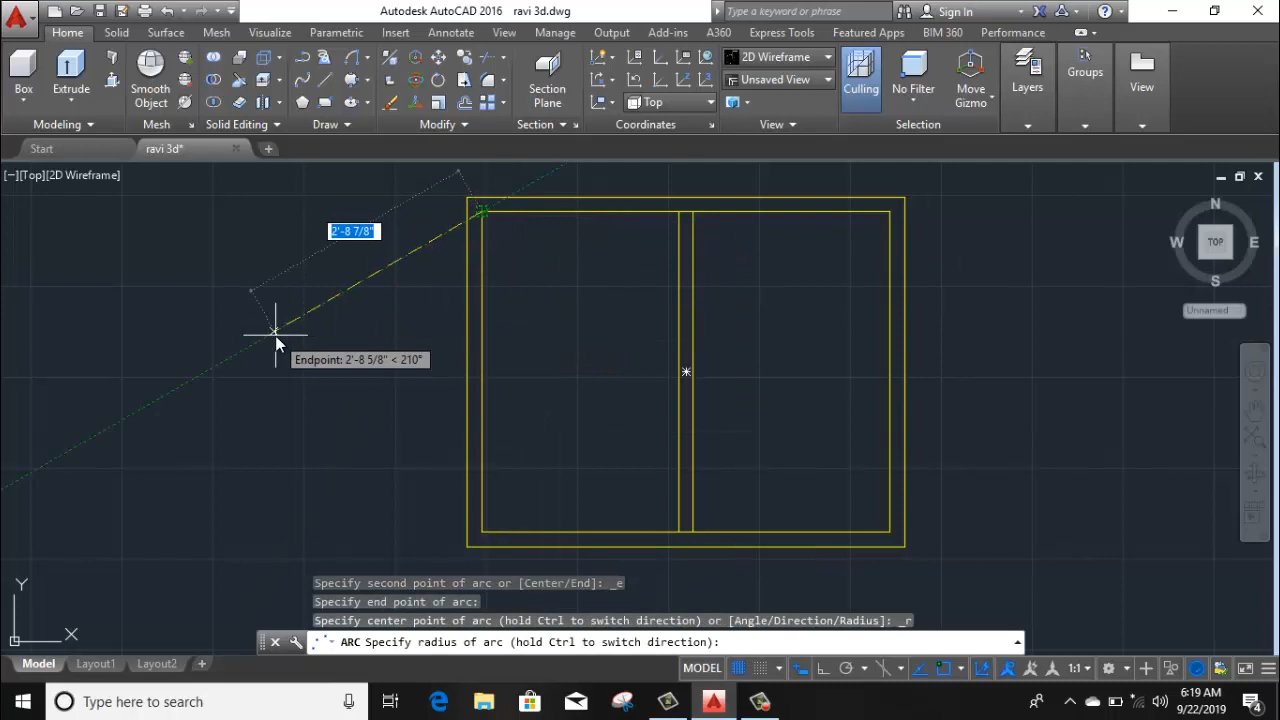 Autodesk AutoCAD 2016 ravi 3d.dwg
Type a keyword or phrase
Sign In
Home Solid Surface Mesh Visualize Parametric Insert Annotate View Manage Output Add-ins A360 Express Tools Featured Apps BIM 360 Performance
2D Wireframe
Unsaved View
Top
Box Extrude Smooth Object Section Plane Culling No Filter Move Gizmo Layers Groups View
Modeling Mesh Solid Editing Draw Modify Section Coordinates View Selection
Start ravi 3d*
[−][Top][2D Wireframe]
2'-8 7/8"
Endpoint: 2'-8 5/8" < 210°
N
W TOP E
S
Unnamed
Y
X
Specify second point of arc or [Center/End]: _e
Specify end point of arc:
Specify center point of arc (hold Ctrl to switch direction) or [Angle/Direction/Radius]: _r
ARC Specify radius of arc (hold Ctrl to switch direction):
Model Layout1 Layout2 + MODEL 1:1
Type here to search
6:19 AM
9/22/2019
4